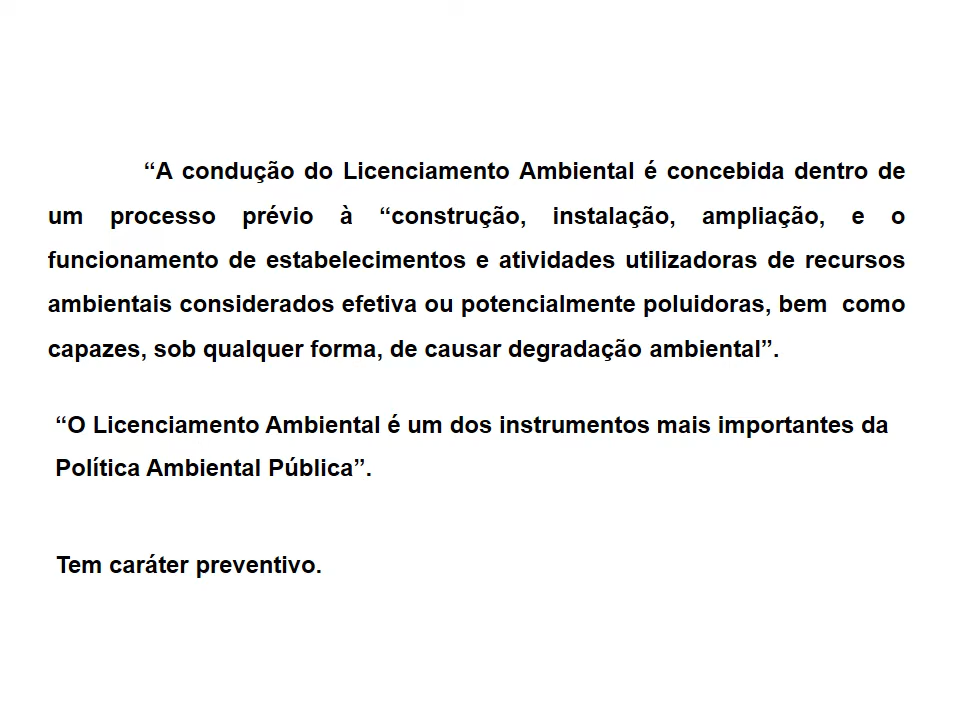 “A condução do Licenciamento Ambiental é concebida dentro de
um processo prévio à “construção, instalação, ampliação, e o
funcionamento de estabelecimentos e atividades utilizadoras de recursos
ambientais considerados efetiva ou potencialmente poluidoras, bem como
capazes, sob qualquer forma, de causar degradação ambiental”.
“O Licenciamento Ambiental é um dos instrumentos mais importantes da
Política Ambiental Pública”.
Tem caráter preventivo.